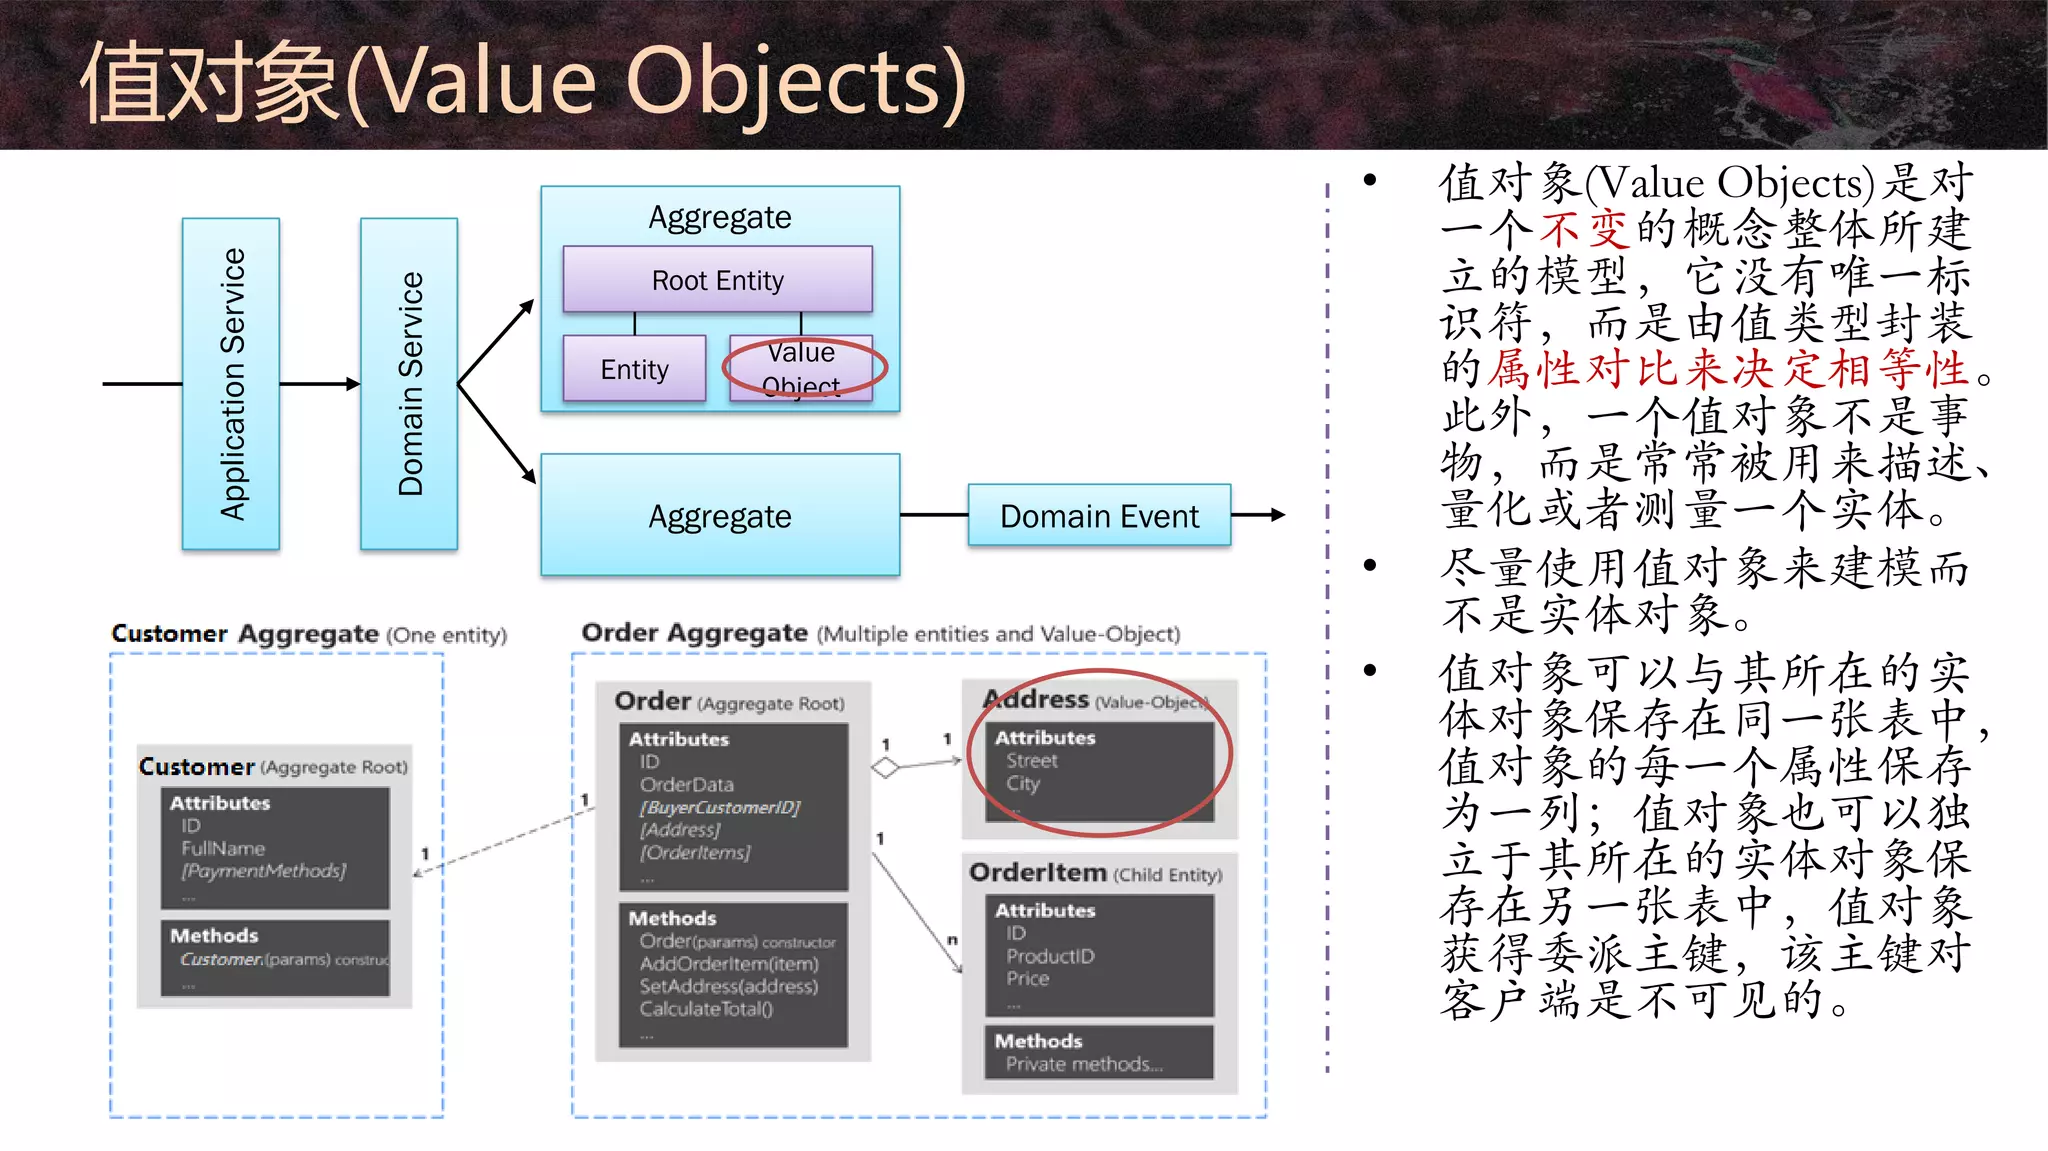 值对象(Value Objects)
Application Service
Domain Service
Aggregate
Root Entity
Entity
Value
Object
Aggregate
Domain Event
Customer Aggregate (One entity)
Customer (Aggregate Root)
Attributes
ID
FullName
[PaymentMethods]
...
Methods
Customer.(params) construc
...
1
1
Order Aggregate (Multiple entities and Value-Object)
Order (Aggregate Root)
Attributes
ID
OrderData
[BuyerCustomerID]
[Address]
[OrderItems]
...
Methods
Order(params) constructor
AddOrderItem(item)
SetAddress(address)
CalculateTotal()
...
1
1
1
n
Address (Value-Object)
Attributes
Street
City
...
OrderItem (Child Entity)
Attributes
ID
ProductID
Price
...
Methods
Private methods...
• 值对象(Value Objects)是对
一个不变的概念整体所建
立的模型，它没有唯一标
识符，而是由值类型封装
的属性对比来决定相等性。
此外，一个值对象不是事
物，而是常常被用来描述、
量化或者测量一个实体。
• 尽量使用值对象来建模而
不是实体对象。
• 值对象可以与其所在的实
体对象保存在同一张表中，
值对象的每一个属性保存
为一列；值对象也可以独
立于其所在的实体对象保
存在另一张表中，值对象
获得委派主键，该主键对
客户端是不可见的。